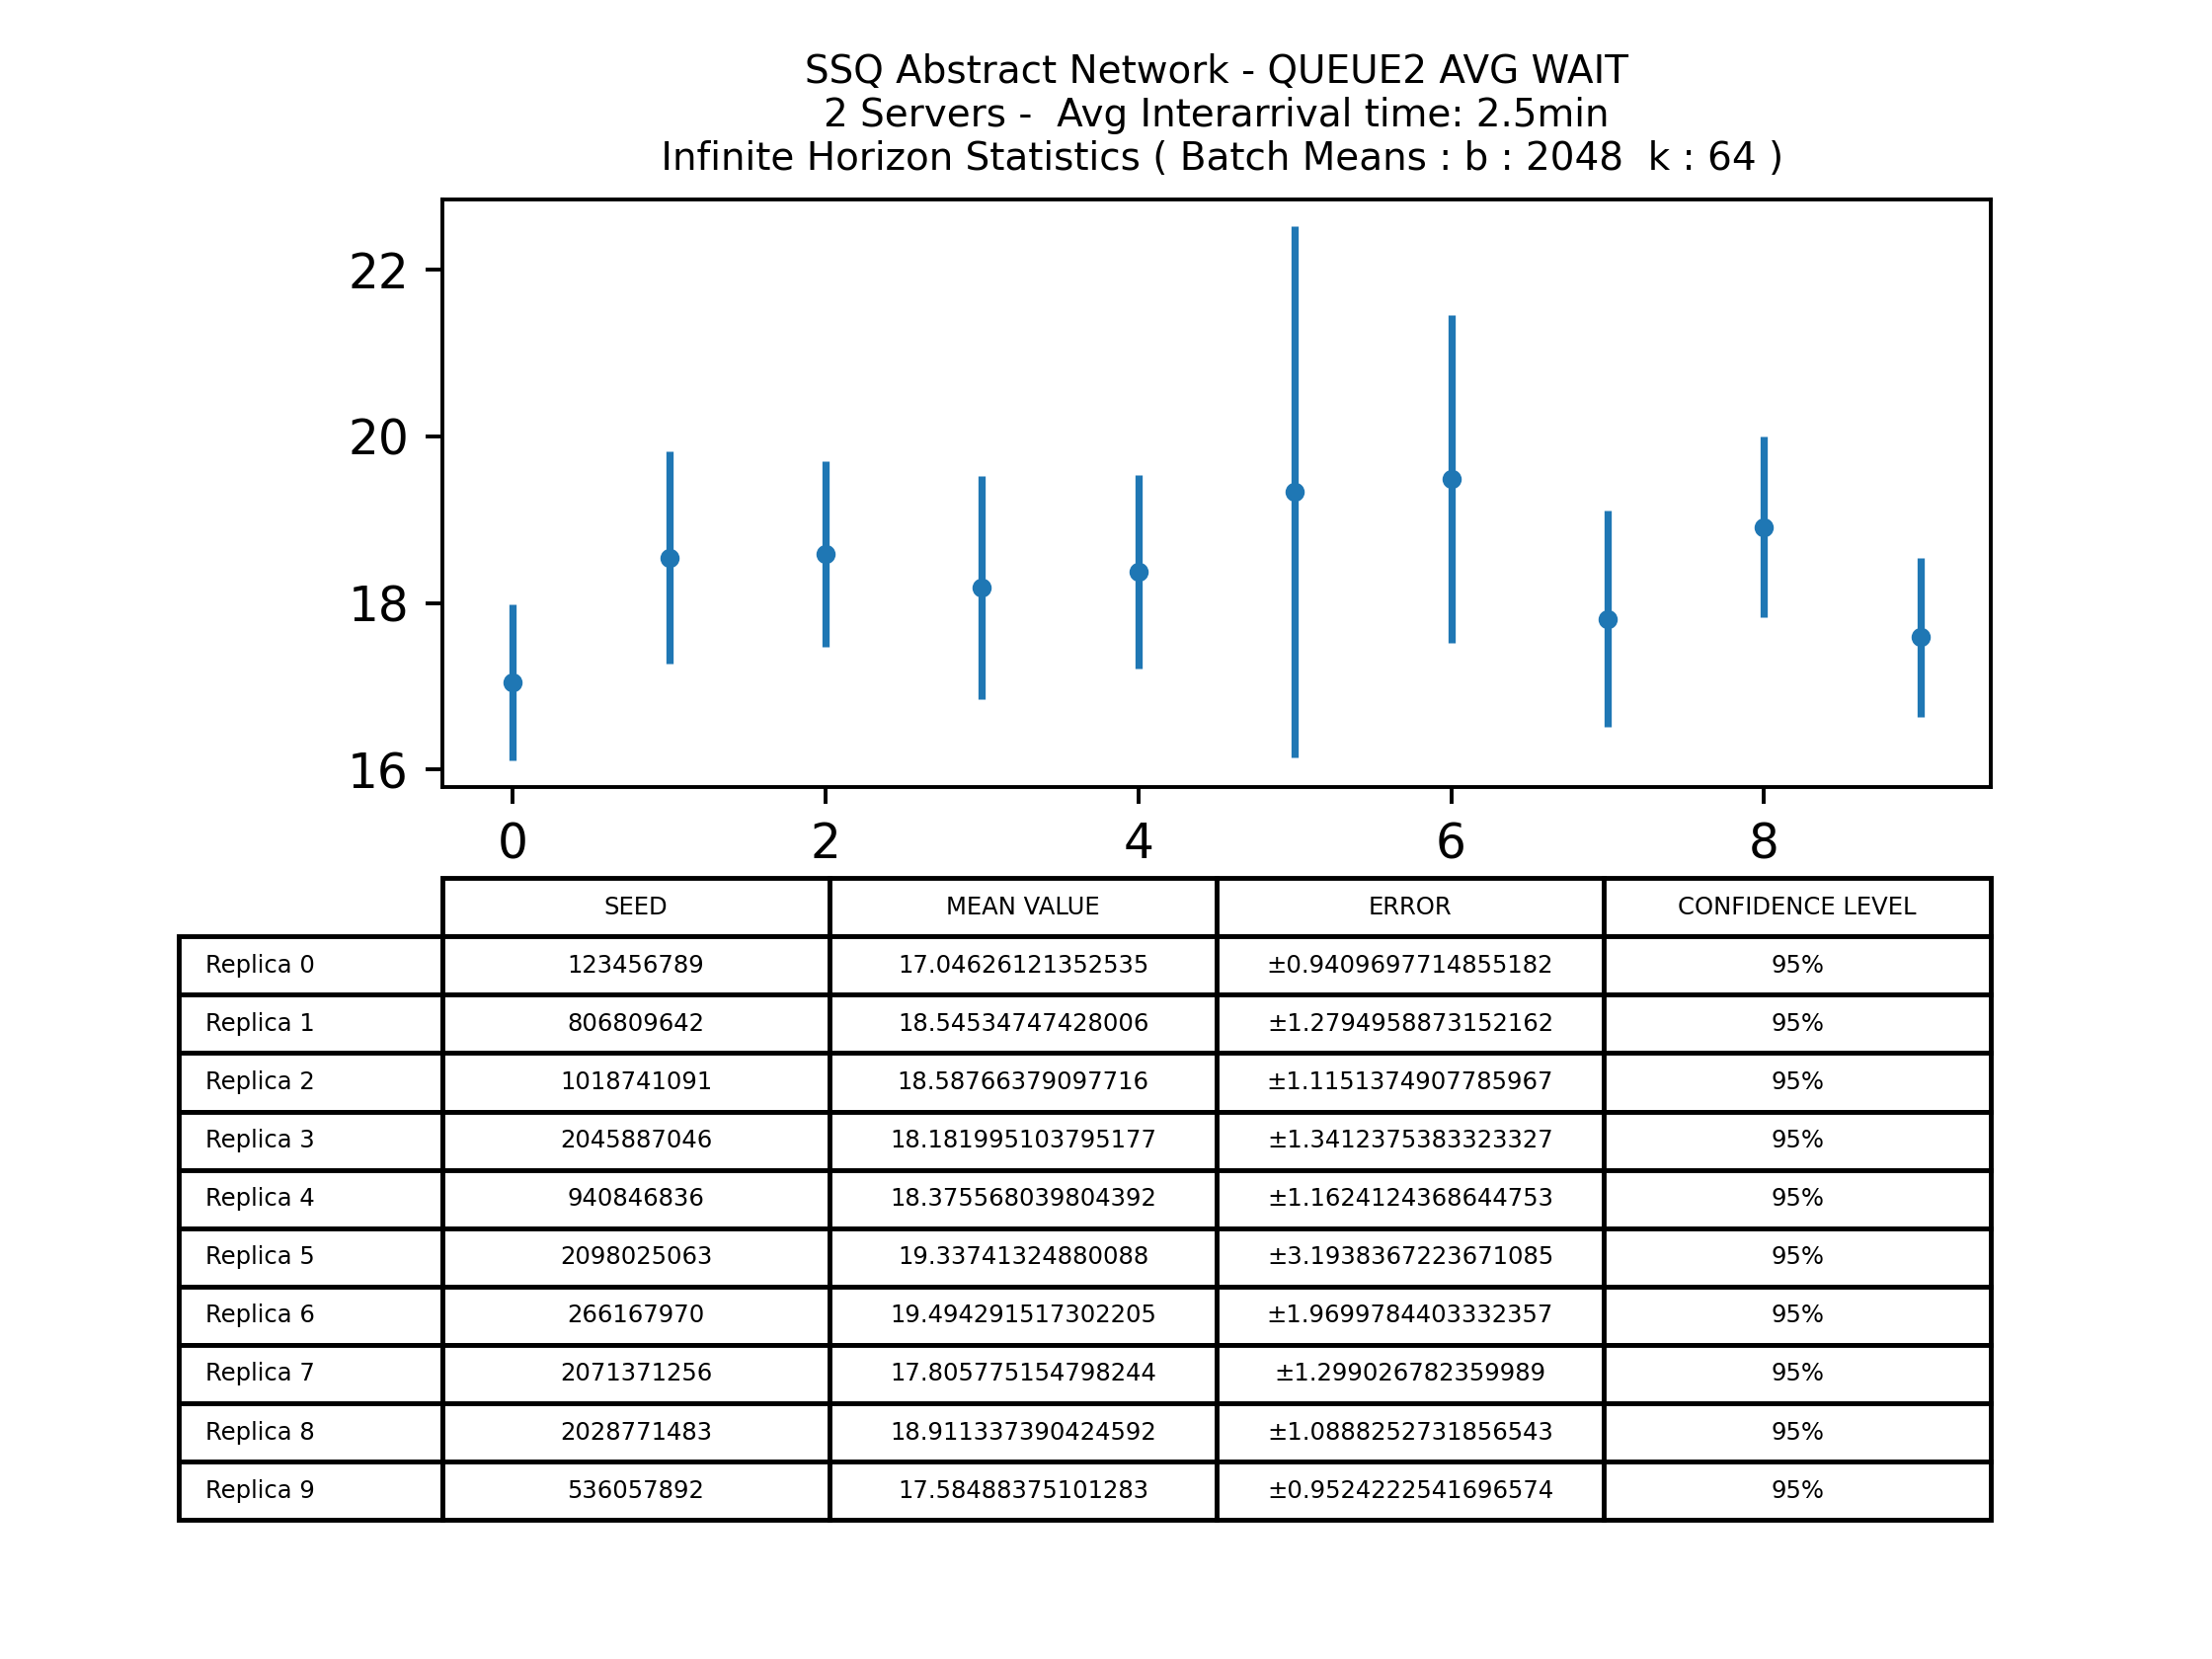 SSQ Abstract Network - QUEUE2 AVG WAIT
2 Servers -  Avg Interarrival time: 2.5min
Infinite Horizon Statistics ( Batch Means : b : 2048  k : 64 )
22
20
18
16
0 2 4 6 8
SEED MEAN VALUE ERROR CONFIDENCE LEVEL
Replica 0 123456789 17.04626121352535 ±0.9409697714855182 95%
Replica 1 806809642 18.54534747428006 ±1.2794958873152162 95%
Replica 2 1018741091 18.58766379097716 ±1.1151374907785967 95%
Replica 3 2045887046 18.181995103795177 ±1.3412375383323327 95%
Replica 4 940846836 18.375568039804392 ±1.1624124368644753 95%
Replica 5 2098025063 19.33741324880088 ±3.1938367223671085 95%
Replica 6 266167970 19.494291517302205 ±1.9699784403332357 95%
Replica 7 2071371256 17.805775154798244 ±1.299026782359989 95%
Replica 8 2028771483 18.911337390424592 ±1.0888252731856543 95%
Replica 9 536057892 17.58488375101283 ±0.9524222541696574 95%